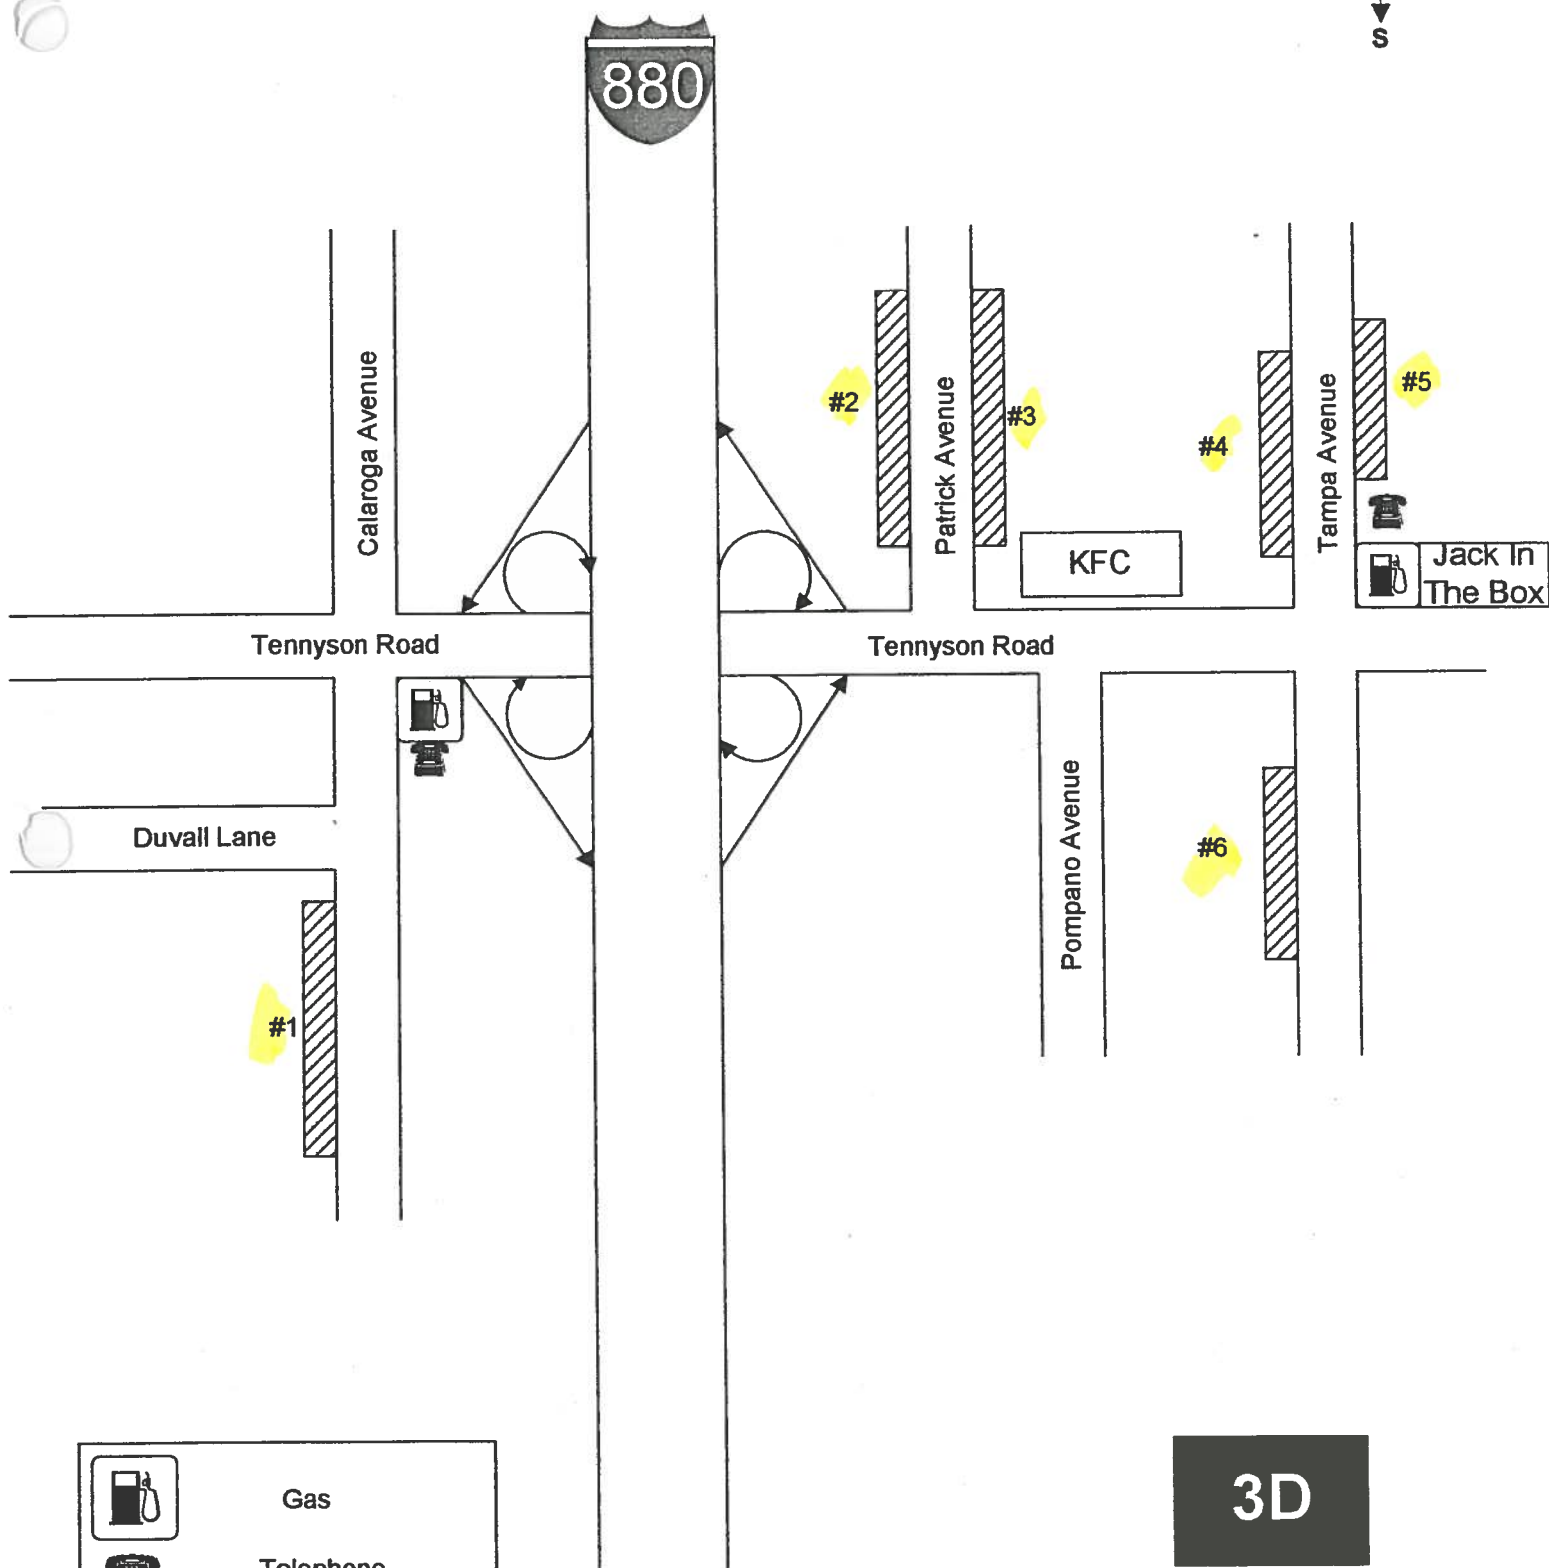 S
880
Calaroga Avenue
#2
Patrick Avenue
#3
#4
Tampa Avenue
#5
KFC
Jack In
The Box
Tennyson Road
Tennyson Road
Duvall Lane
Pompano Avenue
#6
#1
Gas
3D
Telephone